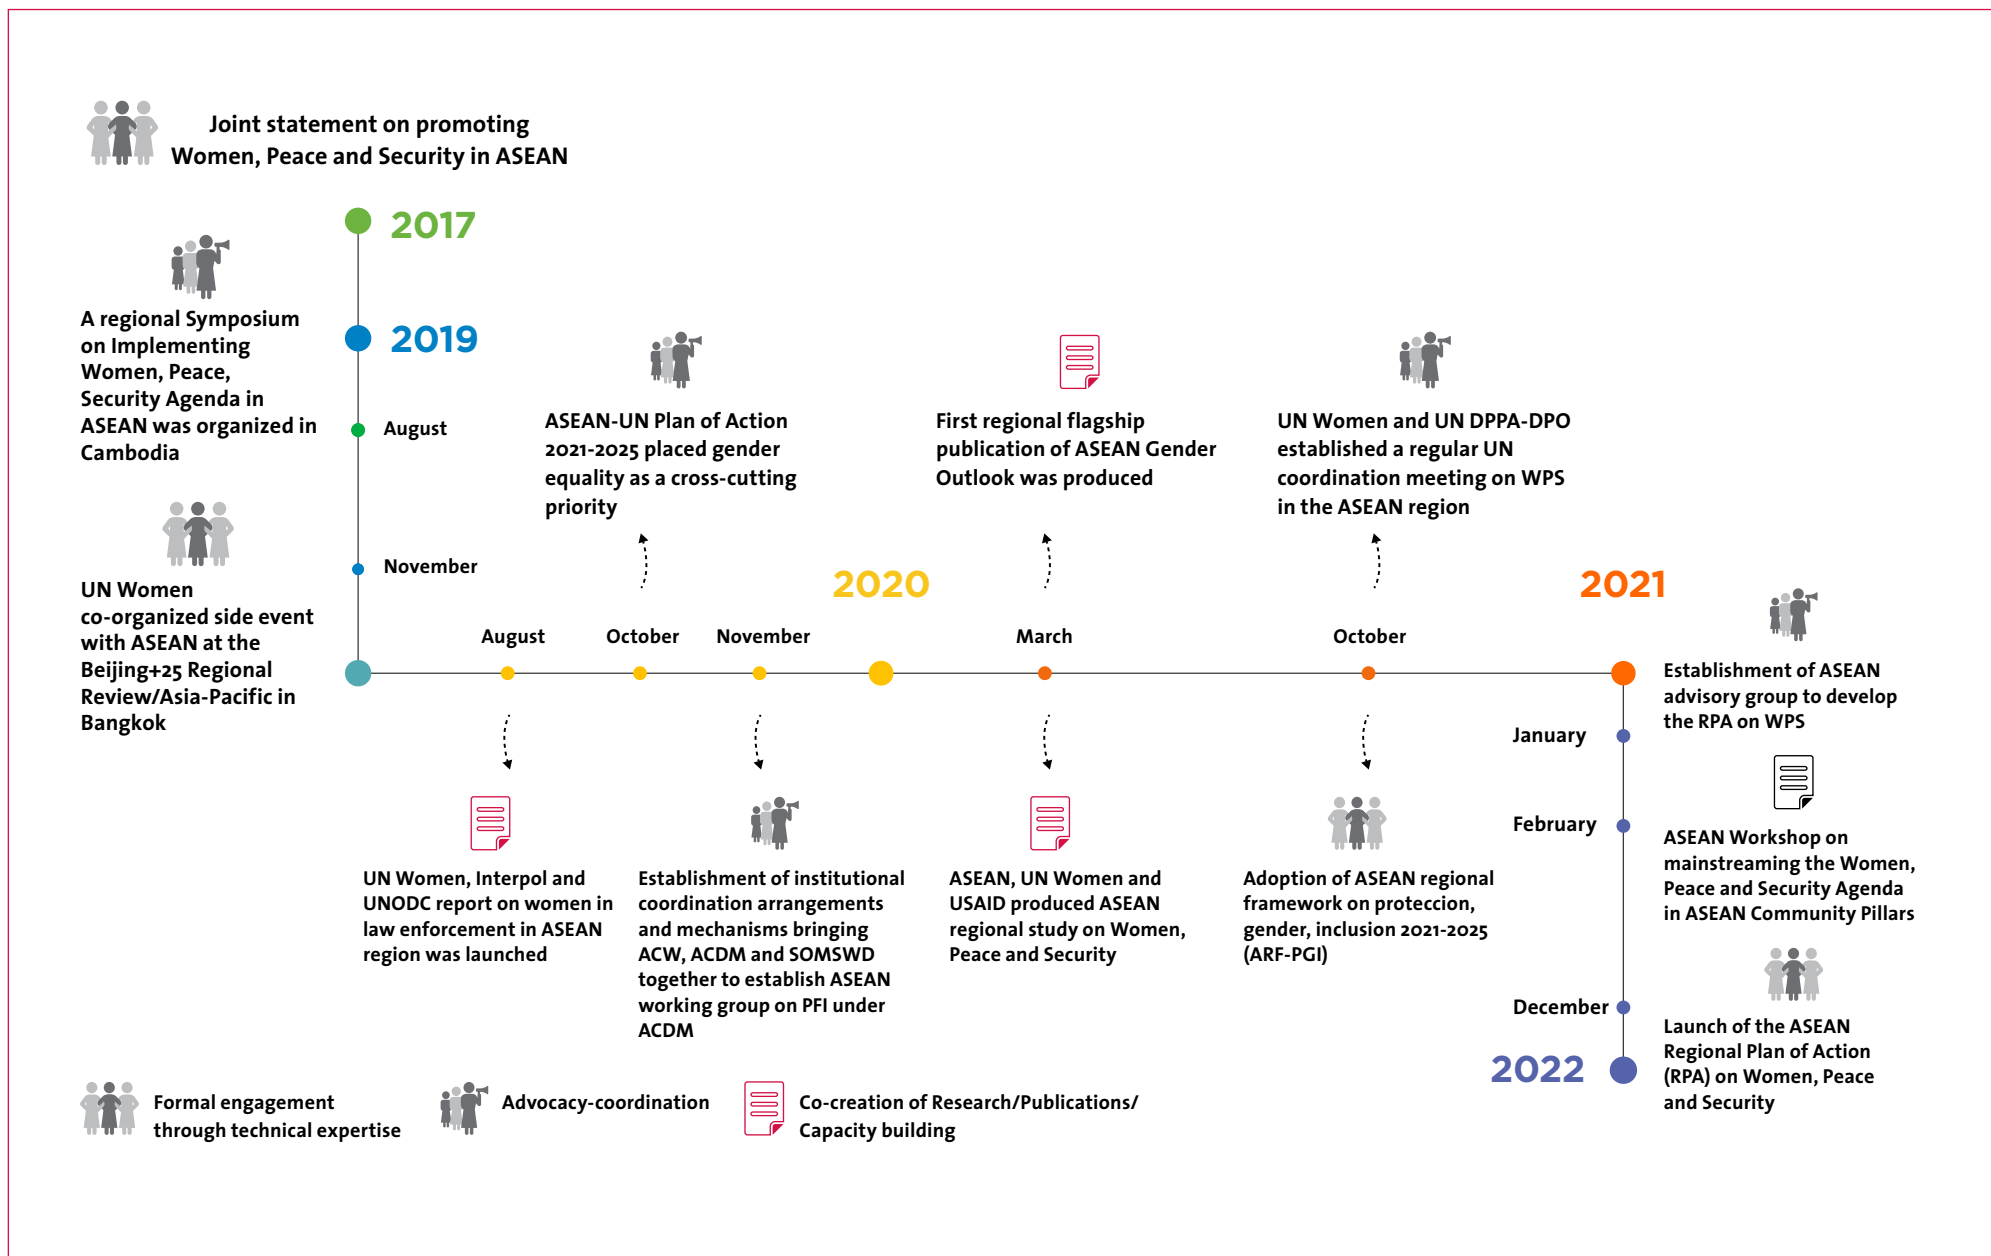 Joint statement on promoting
Women, Peace and Security in ASEAN
2017
A regional Symposium
on Implementing
Women, Peace,
Security Agenda in
ASEAN was organized in
Cambodia
2019
August
UN Women
co-organized side event
with ASEAN at the
Beijing+25 Regional
Review/Asia-Pacific in
Bangkok
November
ASEAN-UN Plan of Action
2021-2025 placed gender
equality as a cross-cutting
priority
First regional flagship
publication of ASEAN Gender
Outlook was produced
UN Women and UN DPPA-DPO
established a regular UN
coordination meeting on WPS
in the ASEAN region
2020
2021
August
October
November
March
October
UN Women, Interpol and
UNODC report on women in
law enforcement in ASEAN
region was launched
Establishment of institutional
coordination arrangements
and mechanisms bringing
ACW, ACDM and SOMSWD
together to establish ASEAN
working group on PFI under
ACDM
ASEAN, UN Women and
USAID produced ASEAN
regional study on Women,
Peace and Security
Adoption of ASEAN regional
framework on proteccion,
gender, inclusion 2021-2025
(ARF-PGI)
January
Establishment of ASEAN
advisory group to develop
the RPA on WPS
February
ASEAN Workshop on
mainstreaming the Women,
Peace and Security Agenda
in ASEAN Community Pillars
December
2022
Launch of the ASEAN
Regional Plan of Action
(RPA) on Women, Peace
and Security
Formal engagement
through technical expertise
Advocacy-coordination
Co-creation of Research/Publications/
Capacity building